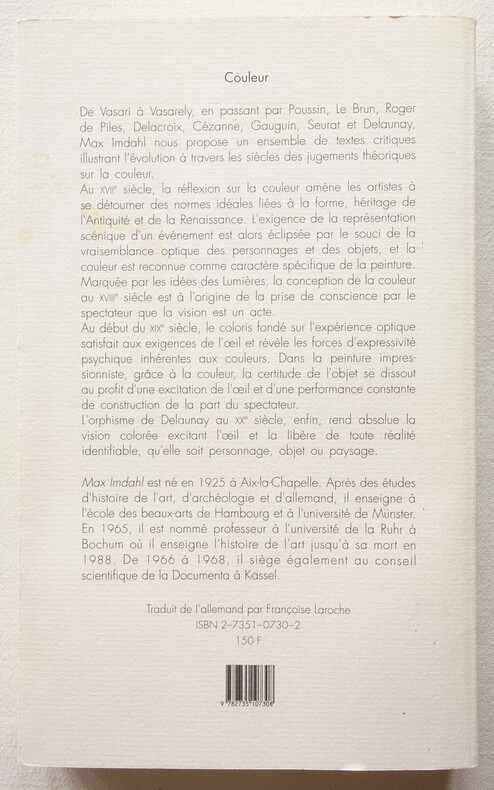 Couleur
De Vasari à Vasarely, en passant par Poussin, Le Brun, Roger
de Piles, Delacroix, Cézanne, Gauguin, Seurat et Delaunay,
Max Imdahl nous propose un ensemble de textes critiques
illustrant l'évolution à travers les siècles des jugements théoriques
sur la couleur.
Au XVIIe siècle, la réflexion sur la couleur amène les artistes à
se détourner des normes idéales liées à la forme, héritage de
l'Antiquité et de la Renaissance. L'exigence de la représentation
scénique d'un événement est alors éclipsée par le souci de la
vraisemblance optique des personnages et des objets, et la
couleur est reconnue comme caractère spécifique de la peinture.
Marquée par les idées des Lumières, la conception de la couleur
au XVIIIe siècle est à l'origine de la prise de conscience par le
spectateur que la vision est un acte.
Au début du XIXe siècle, le coloris fondé sur l'expérience optique
satisfait aux exigences de l'œil et révèle les forces d'expressivité
psychique inhérentes aux couleurs. Dans la peinture impres-
sionniste, grâce à la couleur, la certitude de l'objet se dissout
au profit d'une excitation de l'œil et d'une performance constante
de construction de la part du spectateur.
L'orphisme de Delaunay au XXe siècle, enfin, rend absolue la
vision colorée excitant l'œil et la libère de toute réalité
identifiable, qu'elle soit personnage, objet ou paysage.
Max Imdahl est né en 1925 à Aix-la-Chapelle. Après des études
d'histoire de l'art, d'archéologie et d'allemand, il enseigne à
l'école des beaux-arts de Hambourg et à l'université de Münster.
En 1965, il est nommé professeur à l'université de la Ruhr à
Bochum où il enseigne l'histoire de l'art jusqu'à sa mort en
1988. De 1966 à 1968, il siège également au conseil
scientifique de la Documenta à Kassel.
Traduit de l'allemand par Françoise Laroche
ISBN 2-7351-0730-2
150 F
9 782735 107308